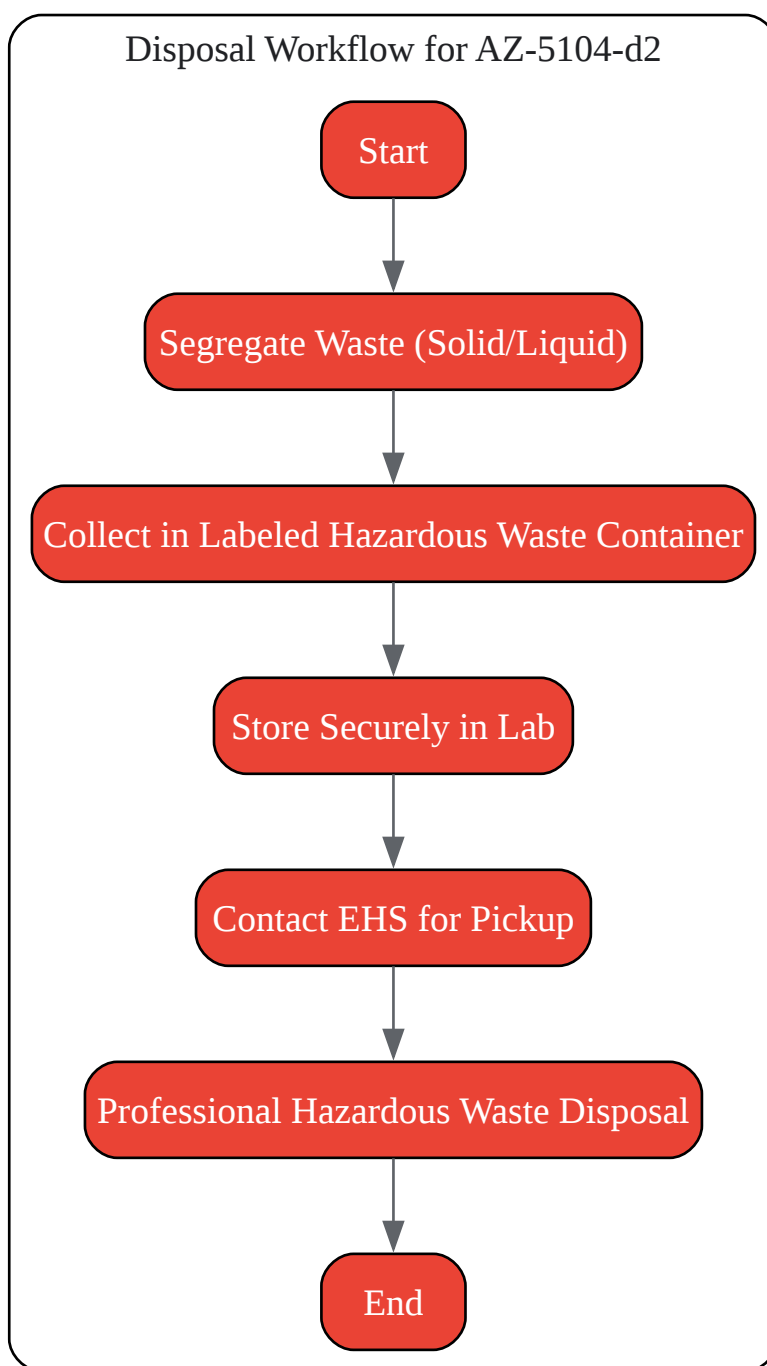 Disposal Workflow for AZ-5104-d2
Start
Segregate Waste (Solid/Liquid)
Collect in Labeled Hazardous Waste Container
Store Securely in Lab
Contact EHS for Pickup
Professional Hazardous Waste Disposal
End